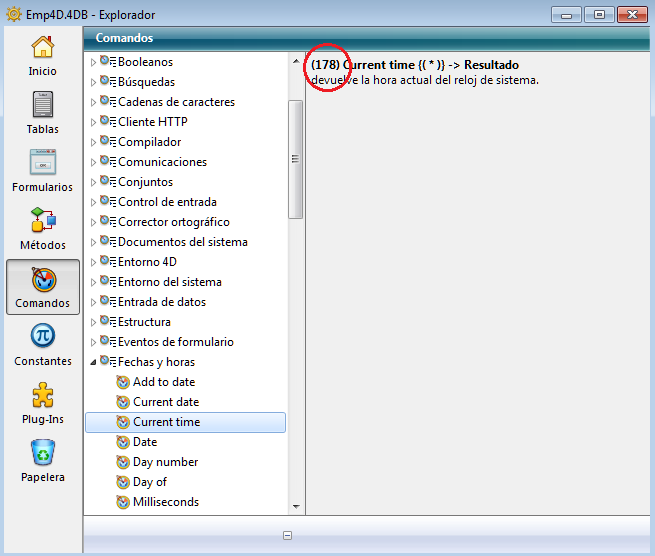 Emp4D.4DB - Explorador
Inicio
Tablas
Formularios
Métodos
Comandos
Constantes
Plug-Ins
Papelera
Comandos
Booleanos
Búsquedas
Cadenas de caracteres
Cliente HTTP
Compilador
Comunicaciones
Conjuntos
Control de entrada
Corrector ortográfico
Documentos del sistema
Entorno 4D
Entorno del sistema
Entrada de datos
Estructura
Eventos de formulario
Fechas y horas
Add to date
Current date
Current time
Date
Day number
Day of
Milliseconds
(178) Current time {( * )} -> Resultado
devuelve la hora actual del reloj de sistema.